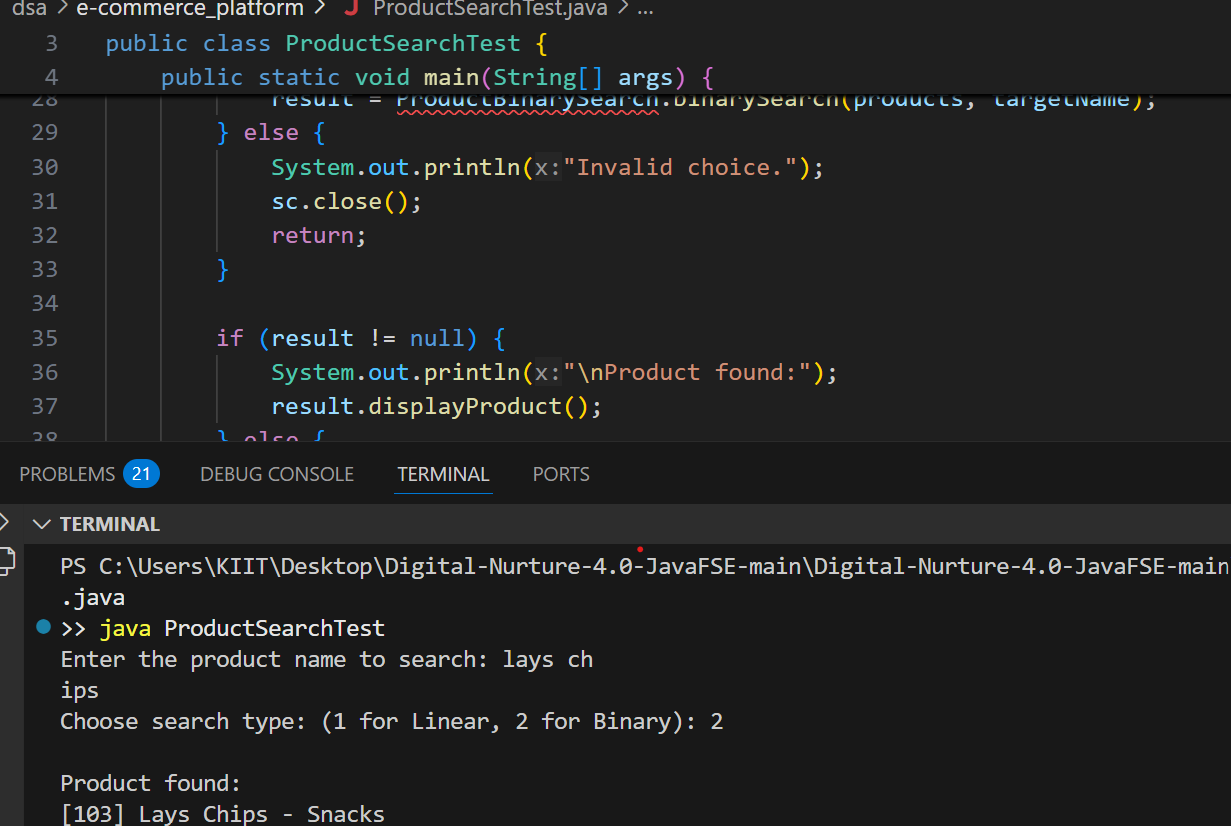 dsa > e-commerce_platform > J ProductSearchTest.java > ...
3 public class ProductSearchTest {
4 public static void main(String[] args) {
28 result = ProductBinarySearch.binarySearch(products, targetName);
29 } else {
30 System.out.println(x:"Invalid choice.");
31 sc.close();
32 return;
33 }
34
35 if (result != null) {
36 System.out.println(x:"\nProduct found:");
37 result.displayProduct();
38 } else {
PROBLEMS 21 DEBUG CONSOLE TERMINAL PORTS
TERMINAL
PS C:\Users\KIIT\Desktop\Digital-Nurture-4.0-JavaFSE-main\Digital-Nurture-4.0-JavaFSE-main
.java
>> java ProductSearchTest
Enter the product name to search: lays ch
ips
Choose search type: (1 for Linear, 2 for Binary): 2
Product found:
[103] Lays Chips - Snacks